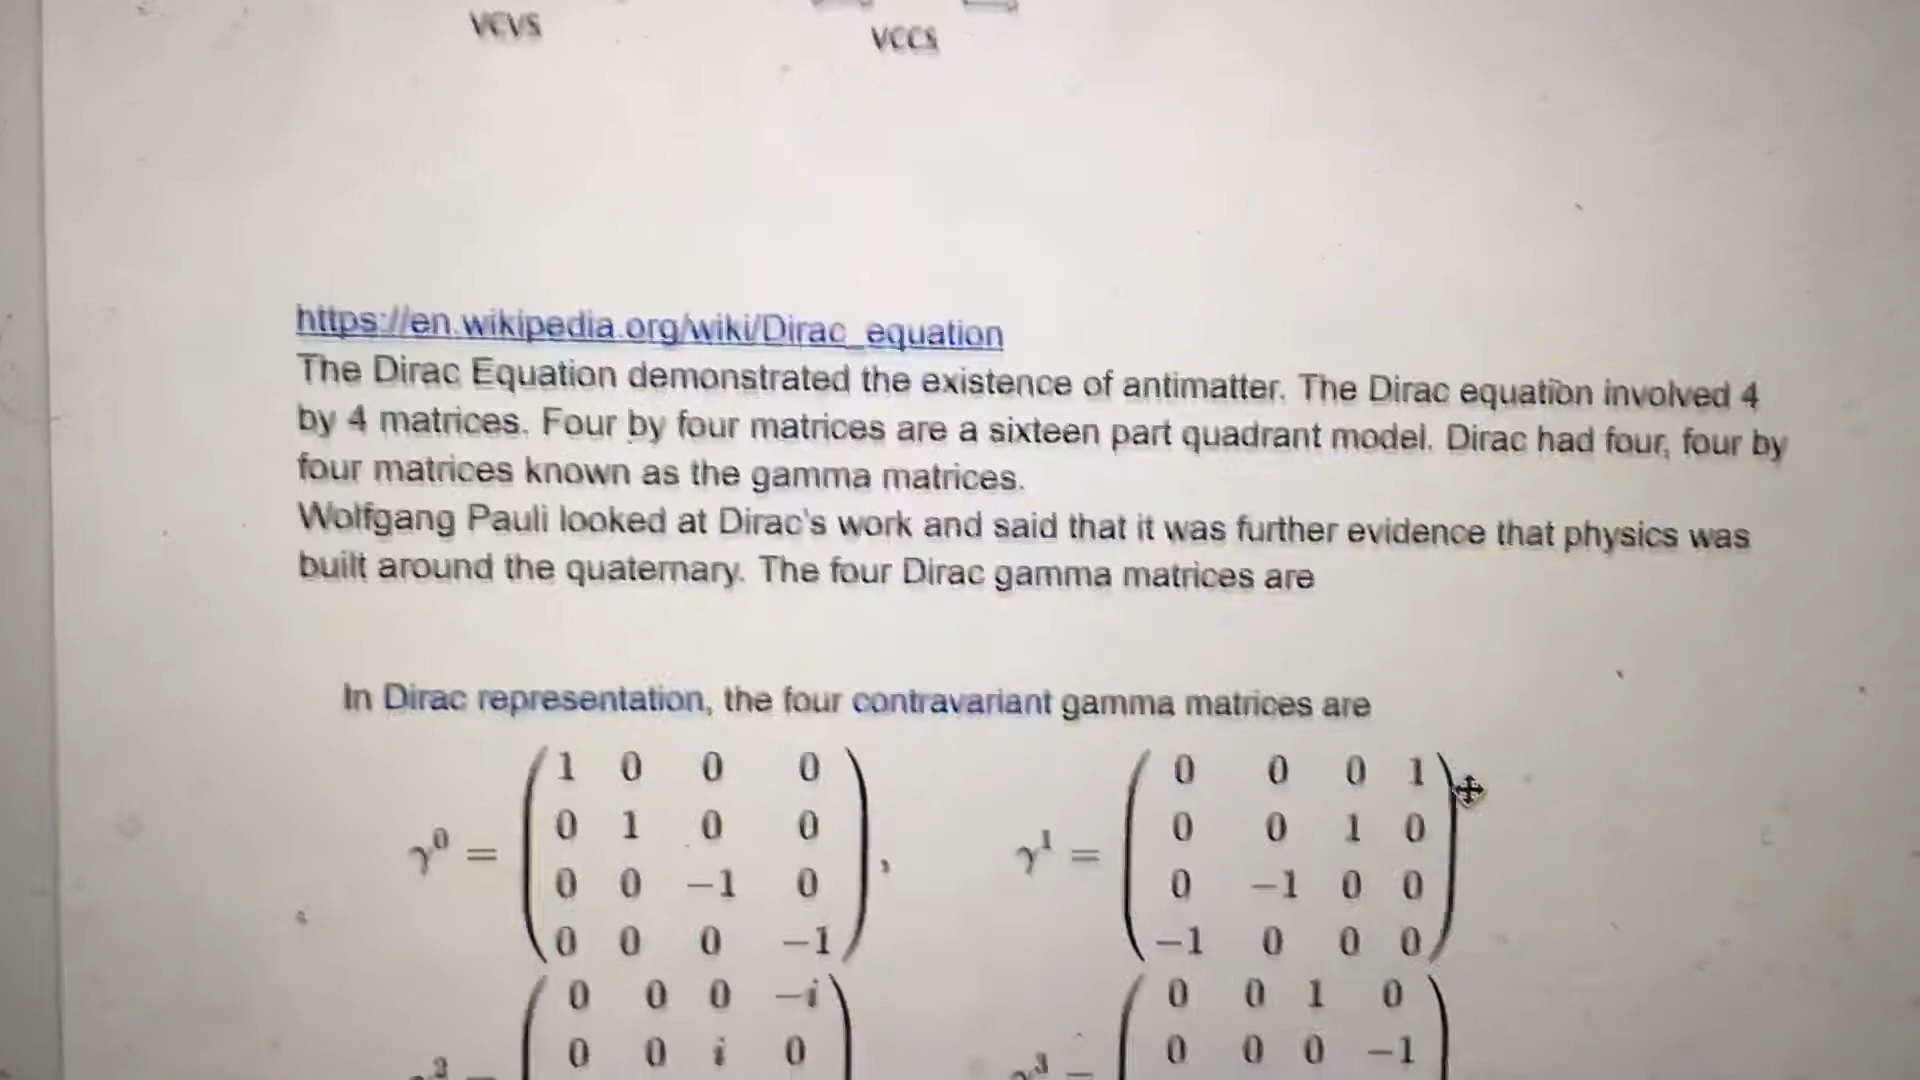 VCVS VCCS
https://en.wikipedia.org/wiki/Dirac_equation
The Dirac Equation demonstrated the existence of antimatter. The Dirac equation involved 4
by 4 matrices. Four by four matrices are a sixteen part quadrant model. Dirac had four, four by
four matrices known as the gamma matrices.
Wolfgang Pauli looked at Dirac's work and said that it was further evidence that physics was
built around the quaternary. The four Dirac gamma matrices are
In Dirac representation, the four contravariant gamma matrices are
1 0 0 0 0 0 0 1
0 1 0 0 0 0 1 0
γ⁰ = , γ¹ =
0 0 −1 0 0 −1 0 0
0 0 0 −1 −1 0 0 0
0 0 0 −i 0 0 1 0
0 0 i 0 0 0 0 −1